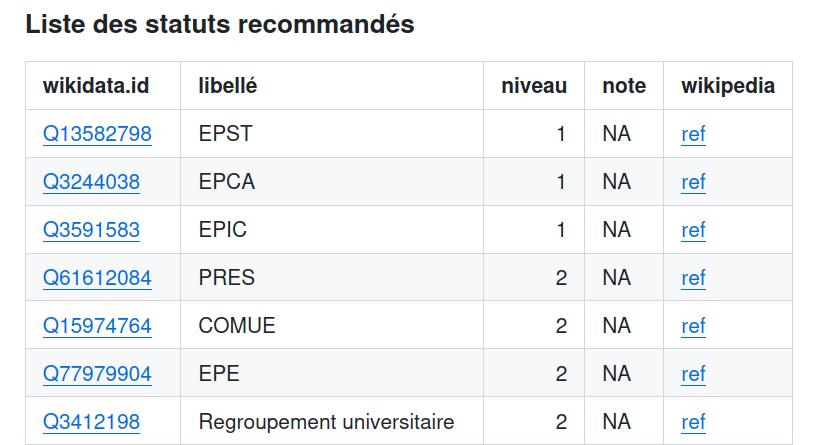 Liste des statuts recommandés
wikidata.id libellé niveau note wikipedia
Q13582798 EPST 1 NA ref
Q3244038 EPCA 1 NA ref
Q3591583 EPIC 1 NA ref
Q61612084 PRES 2 NA ref
Q15974764 COMUE 2 NA ref
Q77979904 EPE 2 NA ref
Q3412198 Regroupement universitaire 2 NA ref